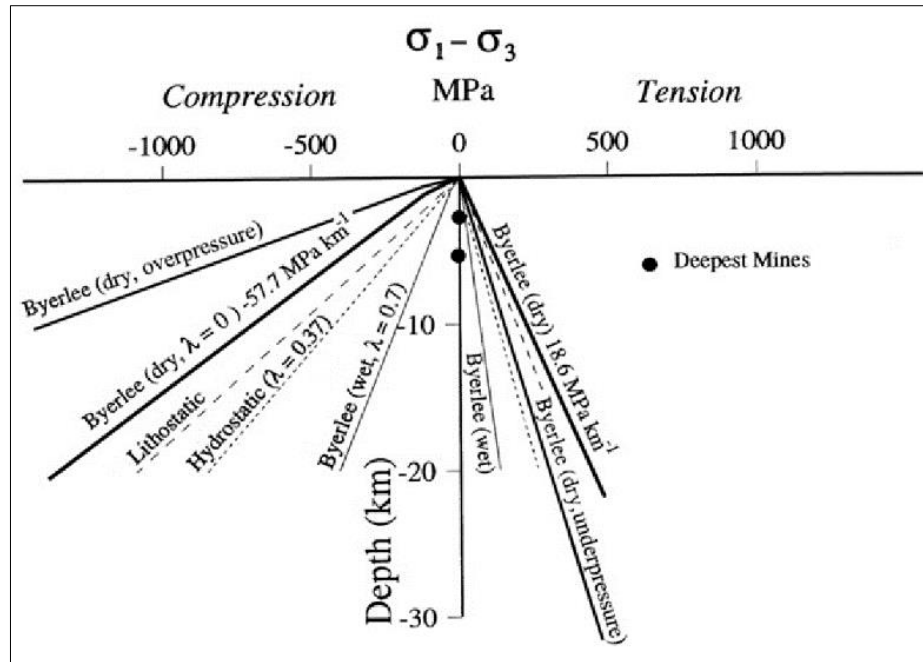 σ₁ – σ₃
MPa
Compression
Tension
-1000
-500
0
500
1000
Byerlee (dry, overpressure)
Byerlee (dry, λ = 0 ) -57.7 MPa km⁻¹
Lithostatic
Hydrostatic (λ = 0.37)
Byerlee (wet, λ = 0.7)
Byerlee (wet)
Byerlee (dry) 18.6 MPa km⁻¹
Byerlee (dry,underpressure)
Deepest Mines
-10
-20
-30
Depth (km)